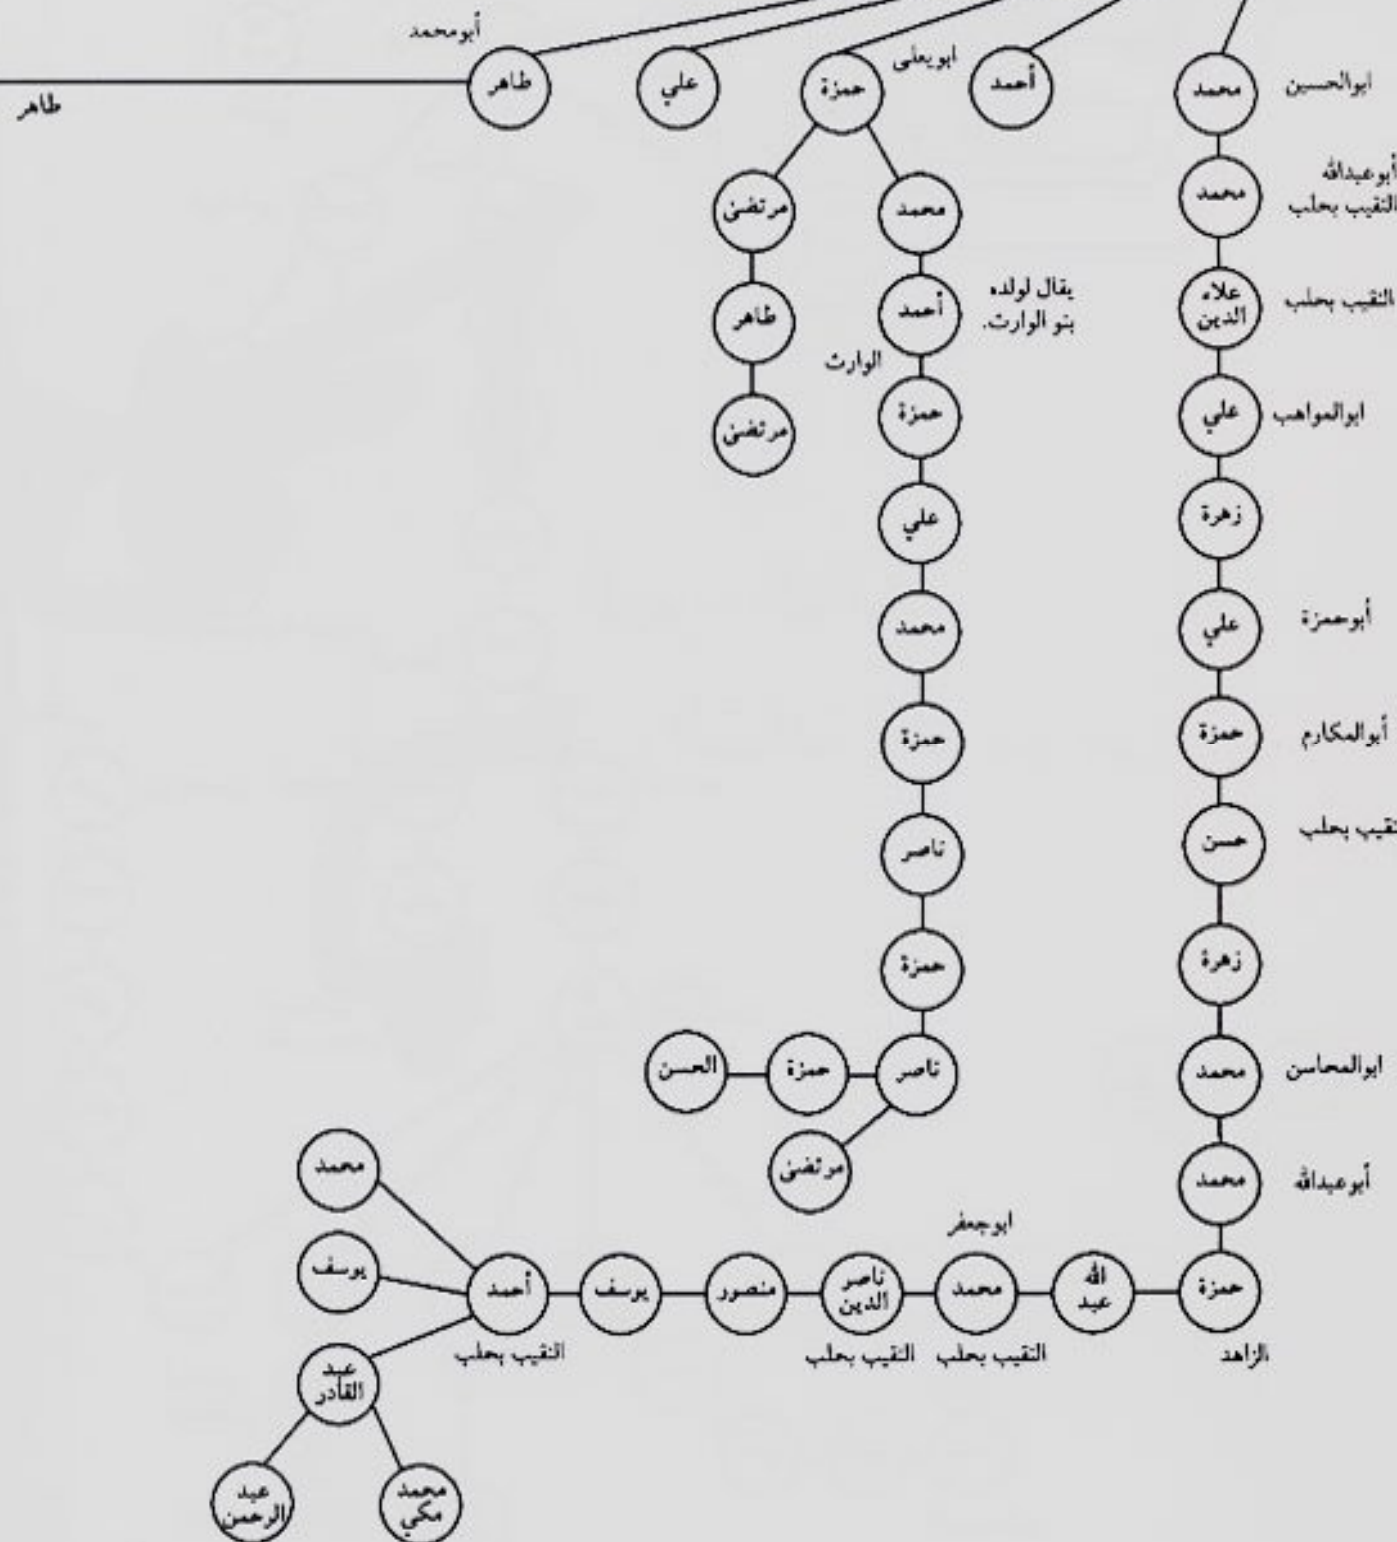 أبومحمد
ابويعلى
ابوالحسين
محمد
أحمد
حمزة
علي
طاهر
طاهر
أبوعبدالله
النقيب بحلب
محمد
محمد
مرتضىٰ
النقيب بحلب
علاء
الدين
يقال لولده
بنو الوارث.
أحمد
طاهر
الوارث
ابوالمواهب
علي
حمزة
مرتضىٰ
زهرة
علي
أبوحمزة
علي
محمد
أبوالمكارم
حمزة
حمزة
نقيب بحلب
حسن
ناصر
زهرة
حمزة
ابوالمحاسن
محمد
ناصر
حمزة
الحسن
أبوعبدالله
محمد
مرتضىٰ
محمد
ابوجعفر
حمزة
الله
عبد
محمد
ناصر
الدين
منصور
يوسف
أحمد
يوسف
الزاهد
النقيب بحلب
النقيب بحلب
النقيب بحلب
عبد
القادر
محمد
مكي
عبد
الرحمن